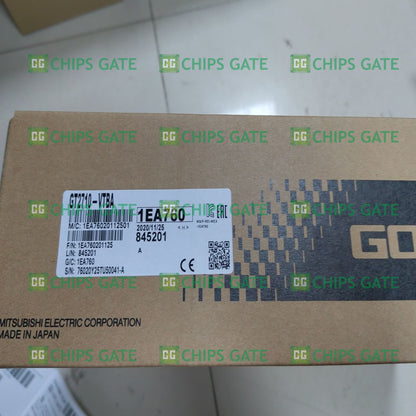 CHIPS GATE CHIPS GATE CHIPS GATE
CHIPS GATE CHIPS GATE CHIPS GATE
GT2710-VTBA
1EA760
M/C: 1EA76020112501
2020/11/25
F/N: 1EA760201125
845201
L/N: 845201
A
G/C: 1EA760
S/N: 76020Y25TU50041-A
GO
CHIPS GATE CHIPS GATE CHIPS GATE
CHIPS GATE CHIPS GATE CHIPS GATE
MITSUBISHI ELECTRIC CORPORATION
MADE IN JAPAN
CHIPS GATE CHIPS GATE CHIPS GATE